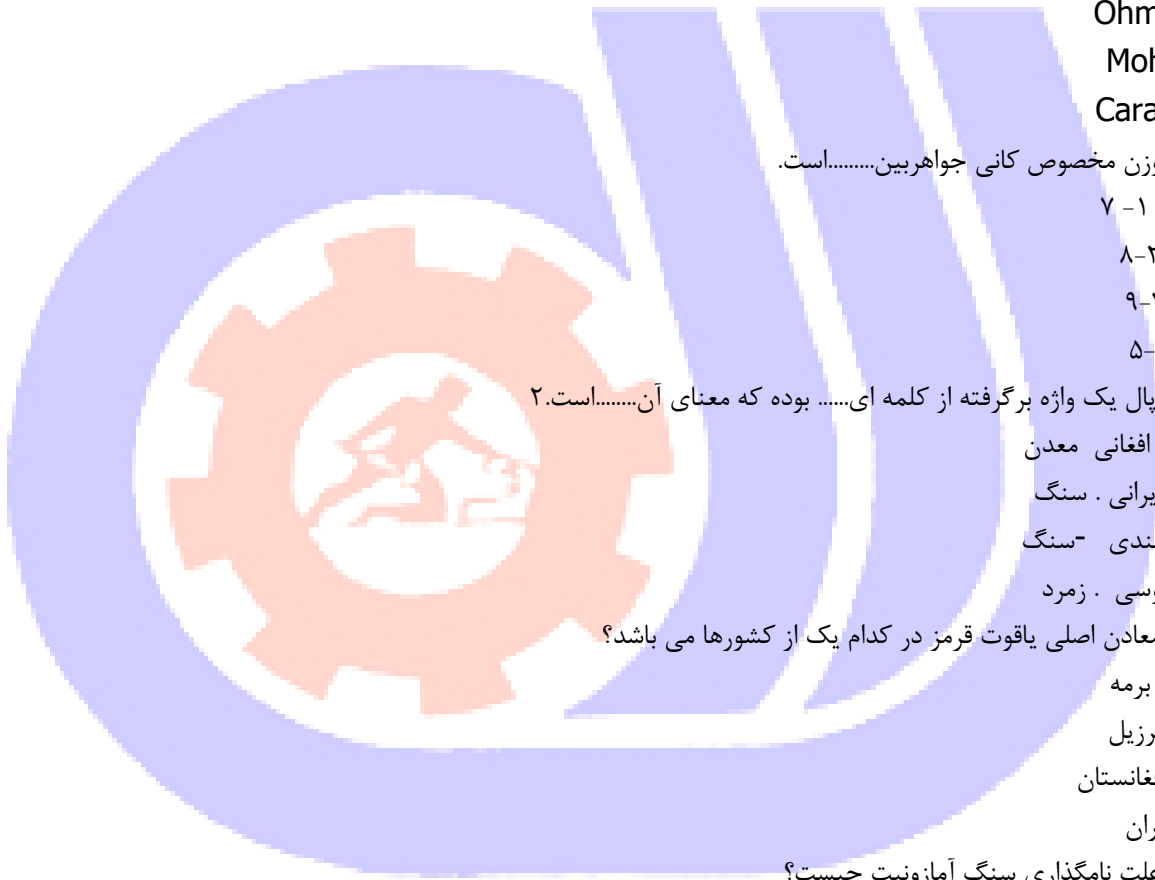 Ohm
Moh
Cara
وزن مخصوص کانی جواهربین.........است.
۱- ۷
۲-۸
۹-
۵-
پال یک واژه برگرفته از کلمه ای...... بوده که معنای آن........است.۲
افغانی معدن
یرانی . سنگ
ندی -سنگ
وسی . زمرد
معادن اصلی یاقوت قرمز در کدام یک از کشورها می باشد؟
برمه
رزیل
غانستان
ران
علت نامگذاری سنگ آمازونیت چیست؟